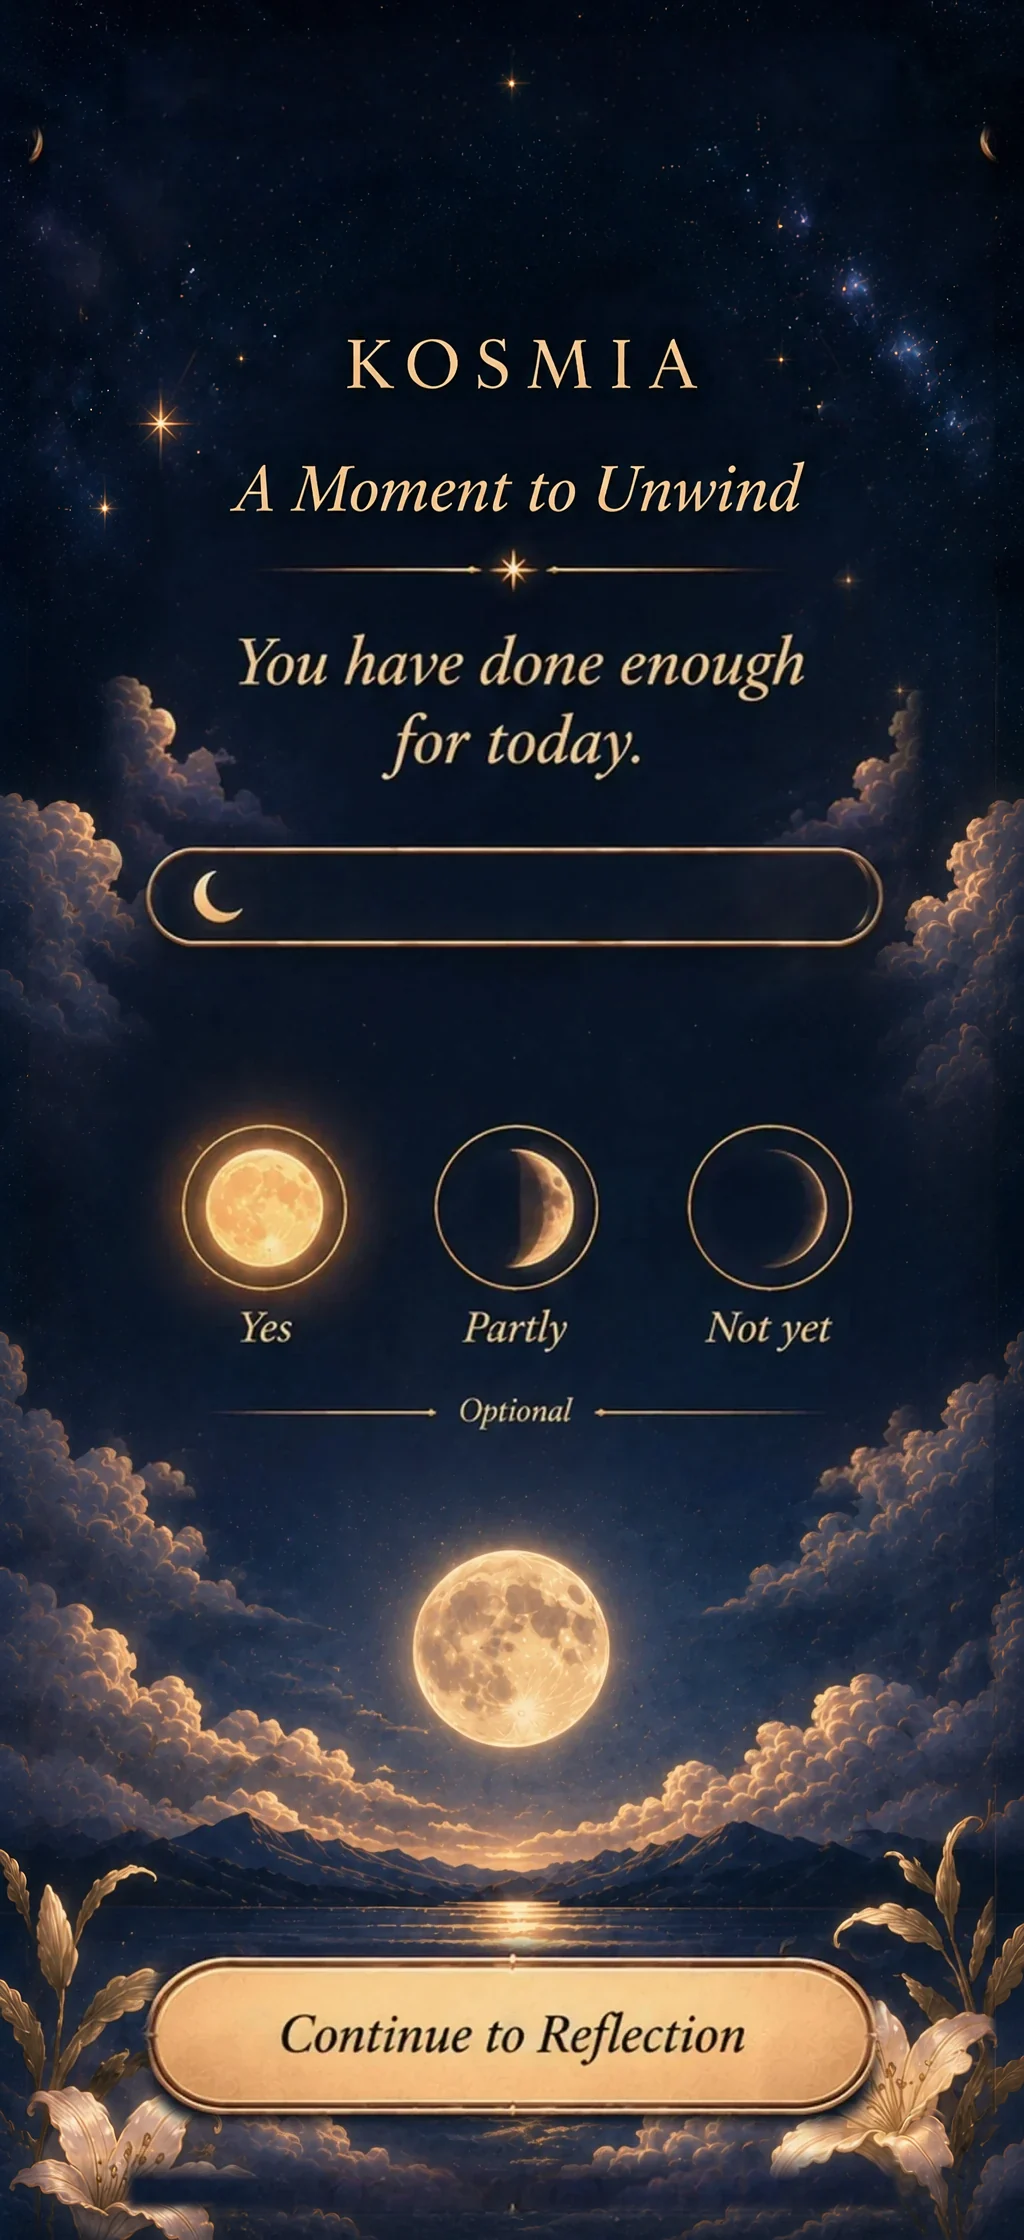 KOSMIA
A Moment to Unwind
You have done enough
for today.
Yes
Partly
Not yet
Optional
Continue to Reflection